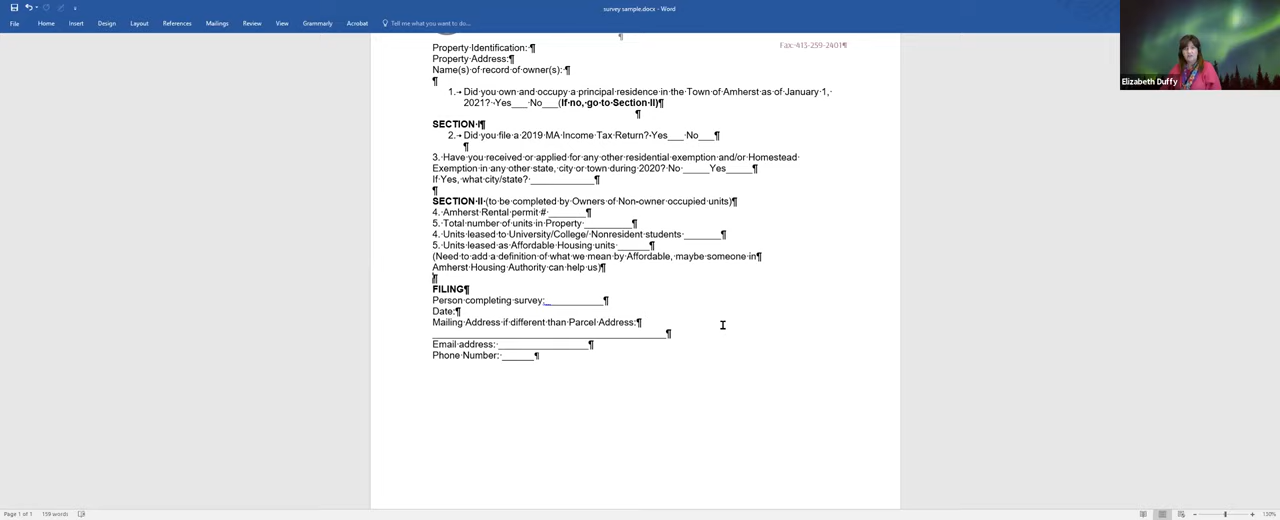 survey sample.docx - Word
File Home Insert Design Layout References Mailings Review View Grammarly Acrobat Tell me what you want to do...
Elizabeth Duffy
Fax: 413-259-2401¶
¶
Property·Identification:·¶
Property·Address:¶
Name(s)·of·record·of·owner(s):·¶
¶
1.→Did·you·own·and·occupy·a·principal·residence·in·the·Town·of·Amherst·as·of·January·1,·
2021?·Yes___·No___(If·no,·go·to·Section·II)¶
¶
SECTION·I¶
2.→Did·you·file·a·2019·MA·Income·Tax·Return?·Yes___·No___¶
¶
3.·Have·you·received·or·applied·for·any·other·residential·exemption·and/or·Homestead·
Exemption·in·any·other·state,·city·or·town·during·2020?·No·_____Yes_____¶
If·Yes,·what·city/state?·____________¶
¶
SECTION·II·(to·be·completed·by·Owners·of·Non-owner·occupied·units)¶
4.·Amherst·Rental·permit·#·_______¶
5.·Total·number·of·units·in·Property·_________¶
4.·Units·leased·to·University/College/·Nonresident·students·_______¶
5.·Units·leased·as·Affordable·Housing·units·______¶
(Need·to·add·a·definition·of·what·we·mean·by·Affordable,·maybe·someone·in¶
Amherst·Housing·Authority·can·help·us)¶
¶
FILING¶
Person·completing·survey:___________¶
Date:¶
Mailing·Address·if·different·than·Parcel·Address:¶
____________________________________________¶
Email·address:·_________________¶
Phone·Number:·______¶
Page 1 of 1 159 words 130%